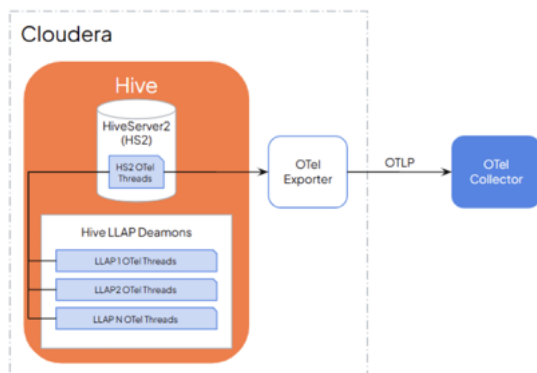 Cloudera
Hive
HiveServer2
(HS2)
HS2 OTel
Threads
OTel
Exporter
OTLP
OTel
Collector
Hive LLAP Deamons
LLAP 1 OTel Threads
LLAP2 OTel Threads
LLAP N OTel Threads